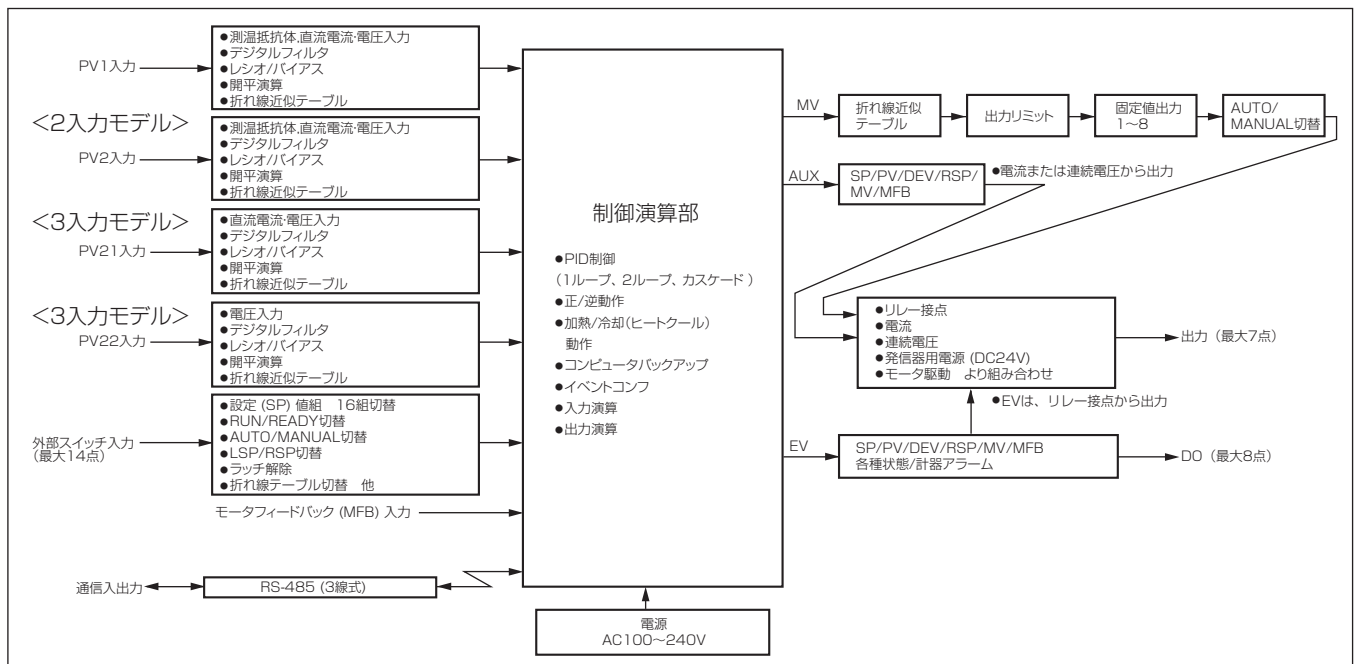 PV1入力
●測温抵抗体,直流電流・電圧入力
●デジタルフィルタ
●レシオ/バイアス
●開平演算
●折れ線近似テーブル
<2入力モデル>
PV2入力
●測温抵抗体,直流電流・電圧入力
●デジタルフィルタ
●レシオ/バイアス
●開平演算
●折れ線近似テーブル
<3入力モデル>
PV21入力
●直流電流・電圧入力
●デジタルフィルタ
●レシオ/バイアス
●開平演算
●折れ線近似テーブル
<3入力モデル>
PV22入力
●電圧入力
●デジタルフィルタ
●レシオ/バイアス
●開平演算
●折れ線近似テーブル
外部スイッチ入力
(最大14点)
●設定 (SP) 値組 16組切替
●RUN/READY切替
●AUTO/MANUAL切替
●LSP/RSP切替
●ラッチ解除
●折れ線テーブル切替 他
モータフィードバック (MFB) 入力
通信入出力
RS-485 (3線式)
制御演算部
●PID制御
(1ループ、2ループ、カスケード )
●正/逆動作
●加熱/冷却(ヒートクール)
動作
●コンピュータバックアップ
●イベントコンフ
●入力演算
●出力演算
電源
AC100〜240V
MV
折れ線近似
テーブル
出力リミット
固定値出力
1〜8
AUTO/
MANUAL切替
AUX
SP/PV/DEV/RSP/
MV/MFB
●電流または連続電圧から出力
●リレー接点
●電流
●連続電圧
●発信器用電源 (DC24V)
●モータ駆動 より組み合わせ
出力 (最大7点)
●EVは、リレー接点から出力
EV
SP/PV/DEV/RSP/MV/MFB
各種状態/計器アラーム
DO (最大8点)